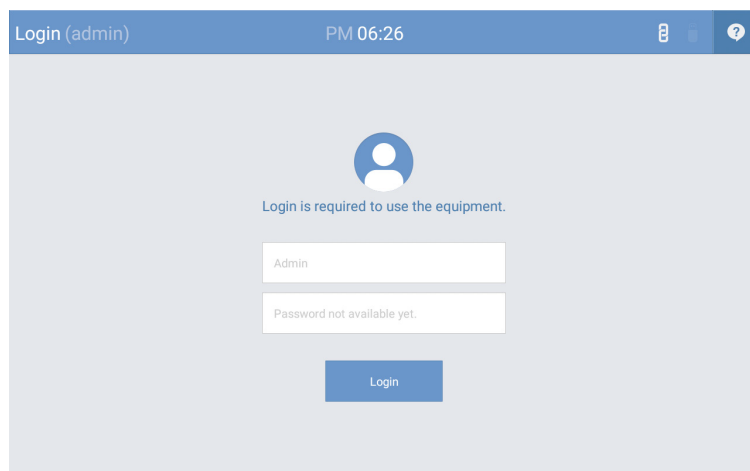 Login (admin) PM 06:26
Login is required to use the equipment.
Admin
Password not available yet.
Login